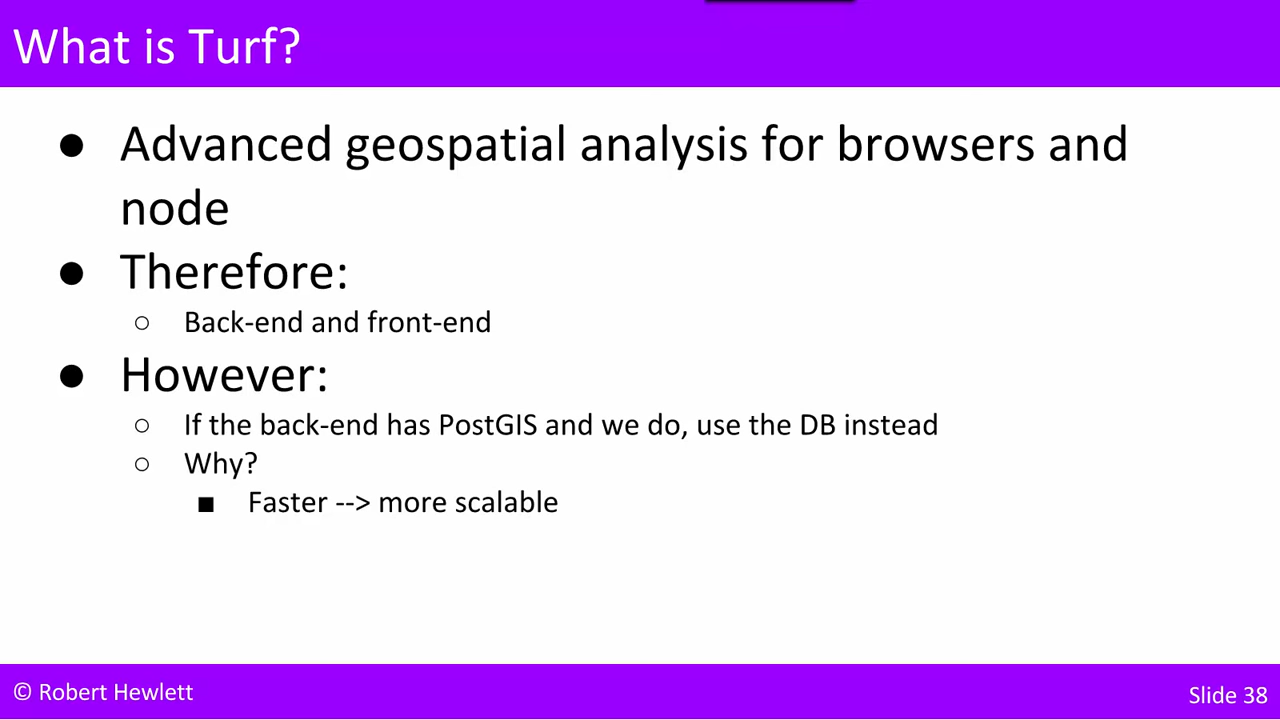 What is Turf?
● Advanced geospatial analysis for browsers and
node
● Therefore:
○ Back-end and front-end
● However:
○ If the back-end has PostGIS and we do, use the DB instead
○ Why?
■ Faster --> more scalable
© Robert Hewlett
Slide 38